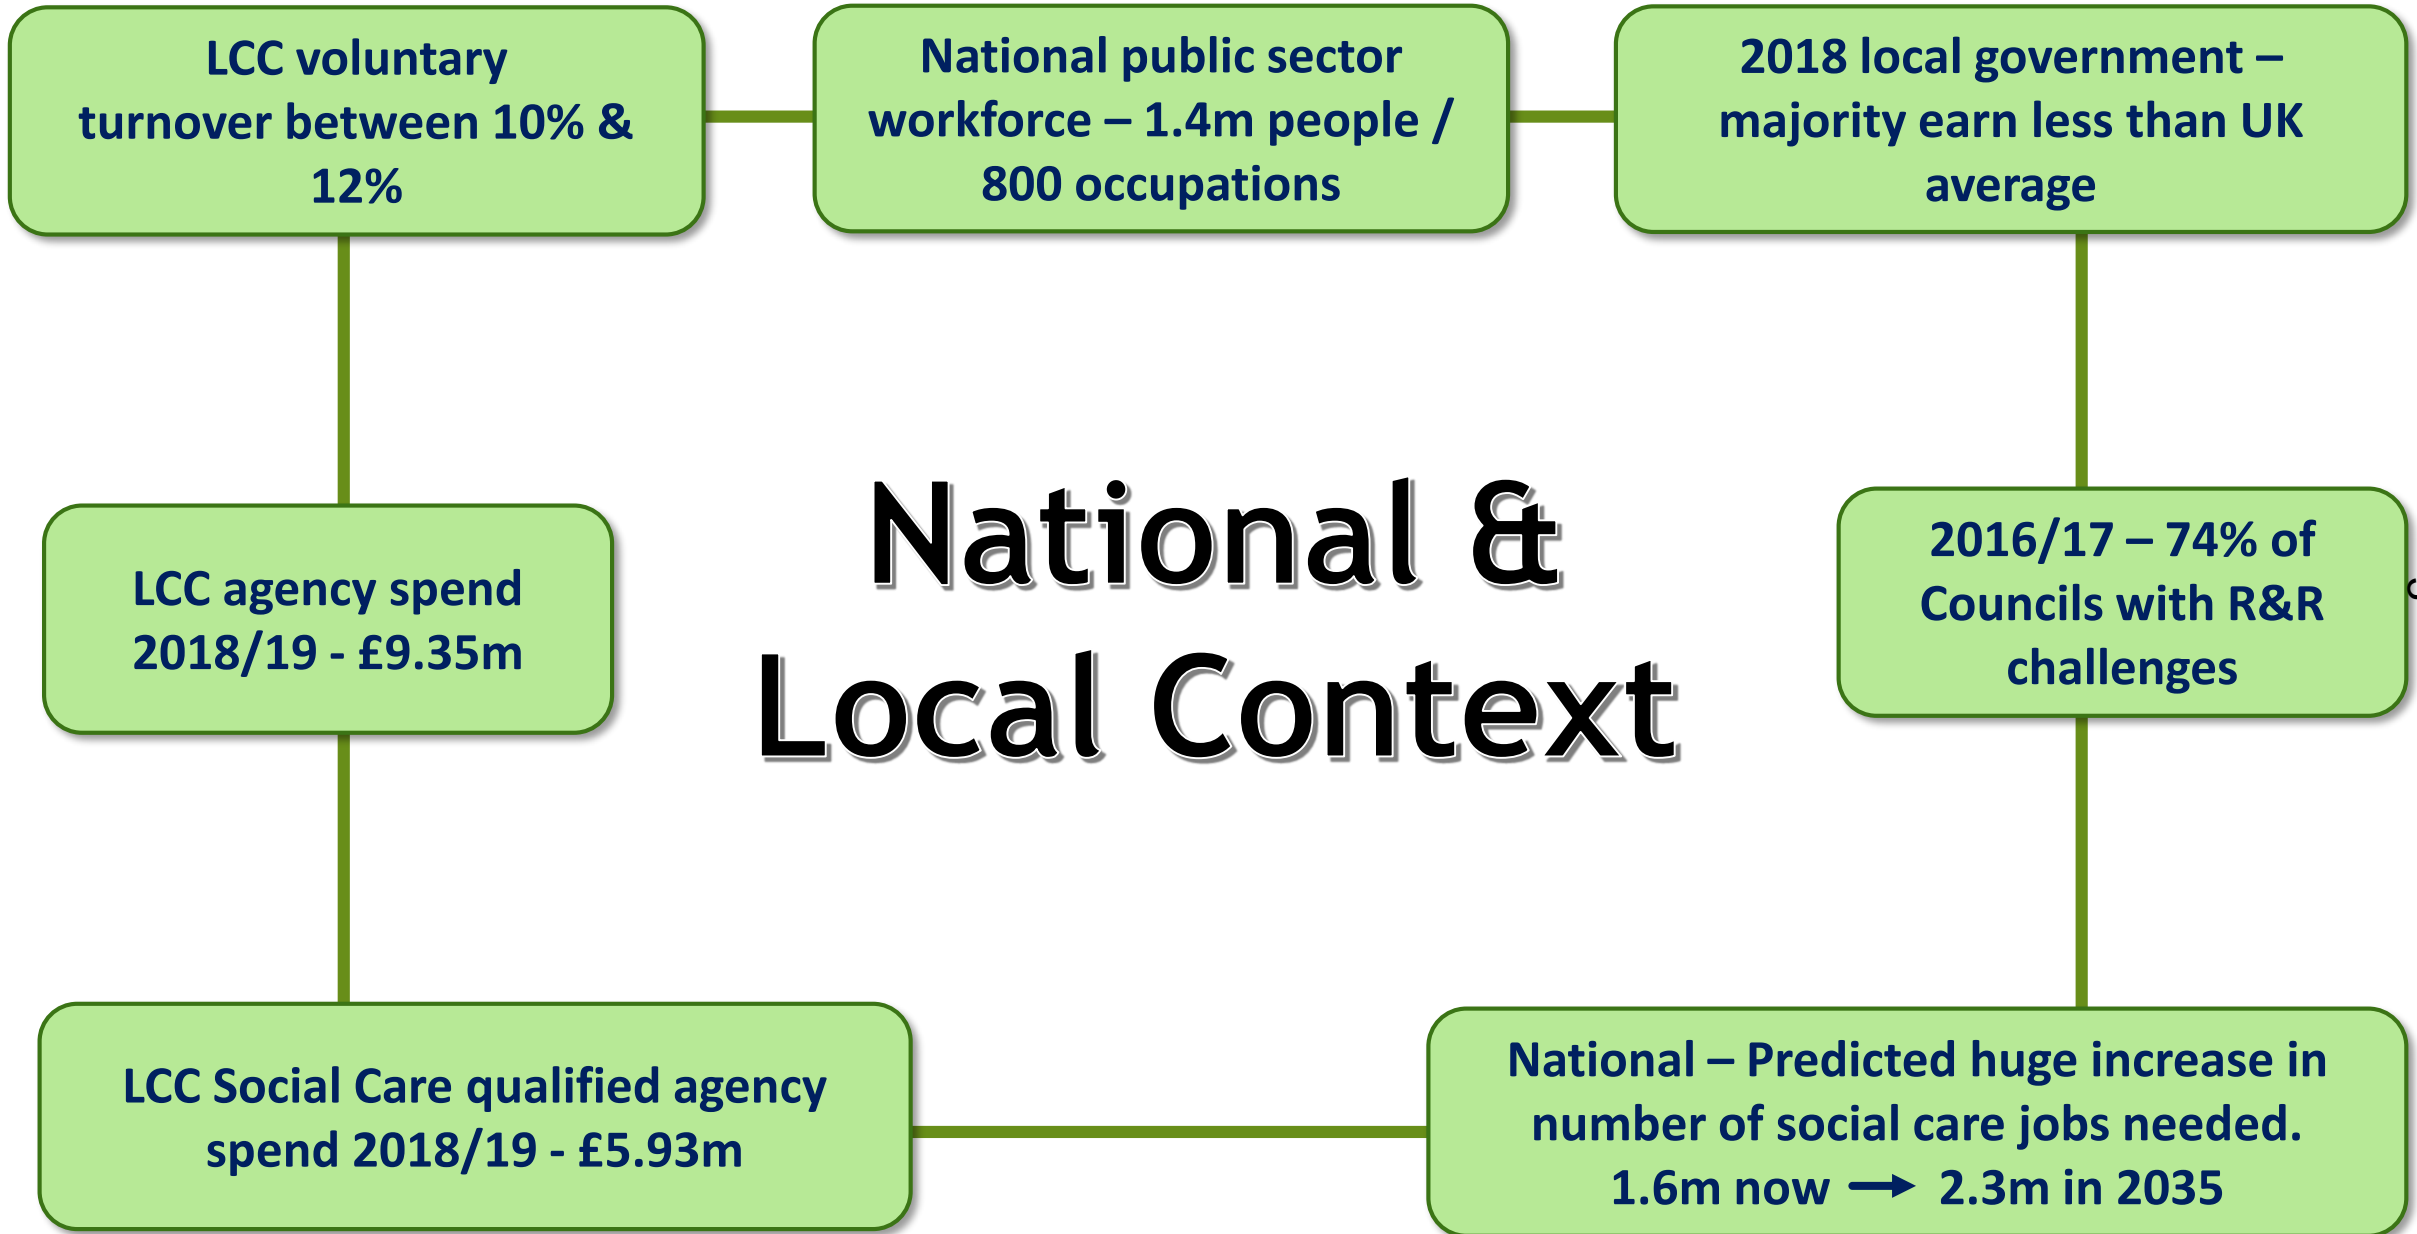 LCC voluntary
turnover between 10% &
12%
National public sector
workforce – 1.4m people /
800 occupations
2018 local government –
majority earn less than UK
average
National &
Local Context
LCC agency spend
2018/19 - £9.35m
2016/17 – 74% of
Councils with R&R
challenges
LCC Social Care qualified agency
spend 2018/19 - £5.93m
National – Predicted huge increase in
number of social care jobs needed.
1.6m now → 2.3m in 2035